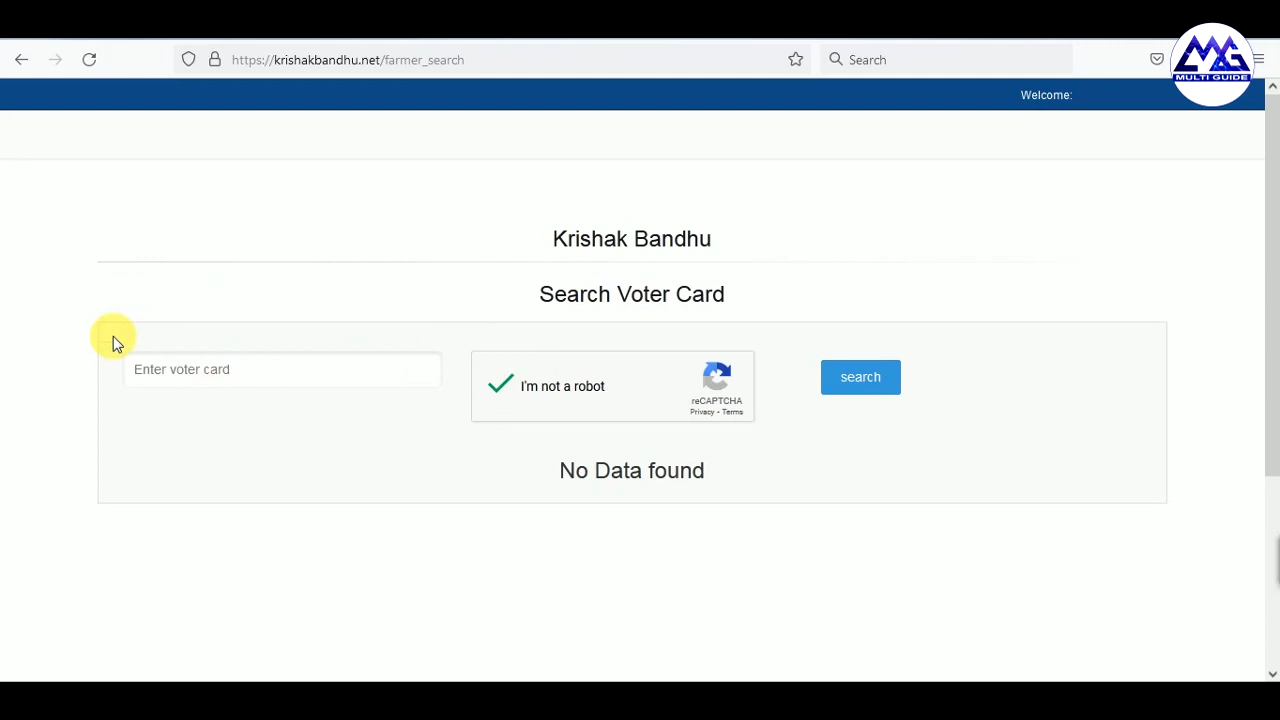 https://krishakbandhu.net/farmer_search
Search
MXG
MULTI GUIDE
Welcome:
Krishak Bandhu
Search Voter Card
Enter voter card
I'm not a robot
reCAPTCHA
Privacy - Terms
search
No Data found